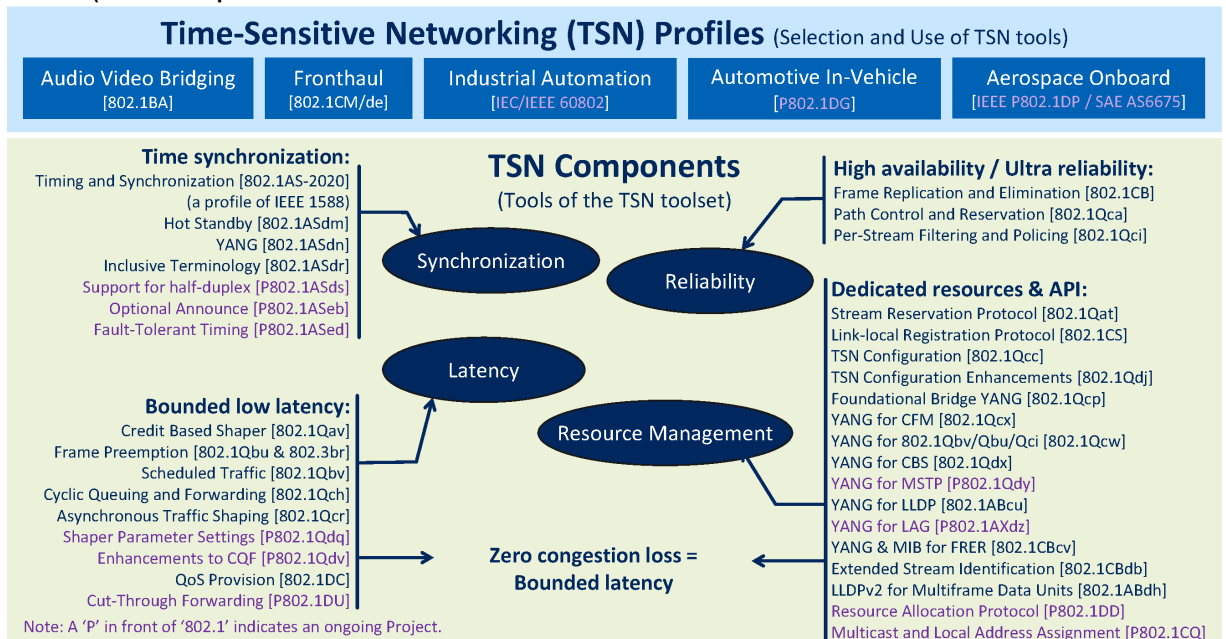 Time-Sensitive Networking (TSN) Profiles (Selection and Use of TSN tools)
Audio Video Bridging
[802.1BA]
Fronthaul
[802.1CM/de]
Industrial Automation
[IEC/IEEE 60802]
Automotive In-Vehicle
[P802.1DG]
Aerospace Onboard
[IEEE P802.1DP / SAE AS6675]
TSN Components
(Tools of the TSN toolset)
Time synchronization:
Timing and Synchronization [802.1AS-2020]
(a profile of IEEE 1588)
Hot Standby [802.1ASdm]
YANG [802.1ASdn]
Inclusive Terminology [802.1ASdr]
Support for half-duplex [P802.1ASds]
Optional Announce [P802.1ASeb]
Fault-Tolerant Timing [P802.1ASed]
Synchronization
High availability / Ultra reliability:
Frame Replication and Elimination [802.1CB]
Path Control and Reservation [802.1Qca]
Per-Stream Filtering and Policing [802.1Qci]
Reliability
Latency
Bounded low latency:
Credit Based Shaper [802.1Qav]
Frame Preemption [802.1Qbu & 802.3br]
Scheduled Traffic [802.1Qbv]
Cyclic Queuing and Forwarding [802.1Qch]
Asynchronous Traffic Shaping [802.1Qcr]
Shaper Parameter Settings [P802.1Qdq]
Enhancements to CQF [P802.1Qdv]
QoS Provision [802.1DC]
Cut-Through Forwarding [P802.1DU]
Resource Management
Dedicated resources & API:
Stream Reservation Protocol [802.1Qat]
Link-local Registration Protocol [802.1CS]
TSN Configuration [802.1Qcc]
TSN Configuration Enhancements [802.1Qdj]
Foundational Bridge YANG [802.1Qcp]
YANG for CFM [802.1Qcx]
YANG for 802.1Qbv/Qbu/Qci [802.1Qcw]
YANG for CBS [802.1Qdx]
YANG for MSTP [P802.1Qdy]
YANG for LLDP [802.1ABcu]
YANG for LAG [P802.1AXdz]
YANG & MIB for FRER [802.1CBcv]
Extended Stream Identification [802.1CBdb]
LLDPv2 for Multiframe Data Units [802.1ABdh]
Resource Allocation Protocol [P802.1DD]
Multicast and Local Address Assignment [P802.1CQ]
Zero congestion loss =
Bounded latency
Note: A ‘P’ in front of ‘802.1’ indicates an ongoing Project.